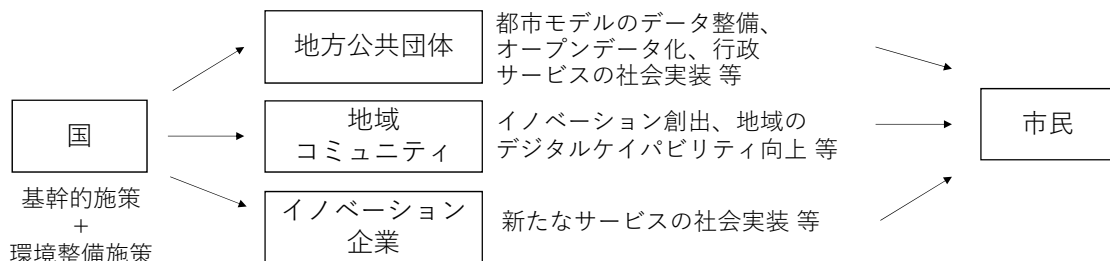 国
基幹的施策
+
環境整備施策
地方公共団体
都市モデルのデータ整備、
オープンデータ化、行政
サービスの社会実装 等
地域
コミュニティ
イノベーション創出、地域の
デジタルケイパビリティ向上 等
イノベーション
企業
新たなサービスの社会実装 等
市民